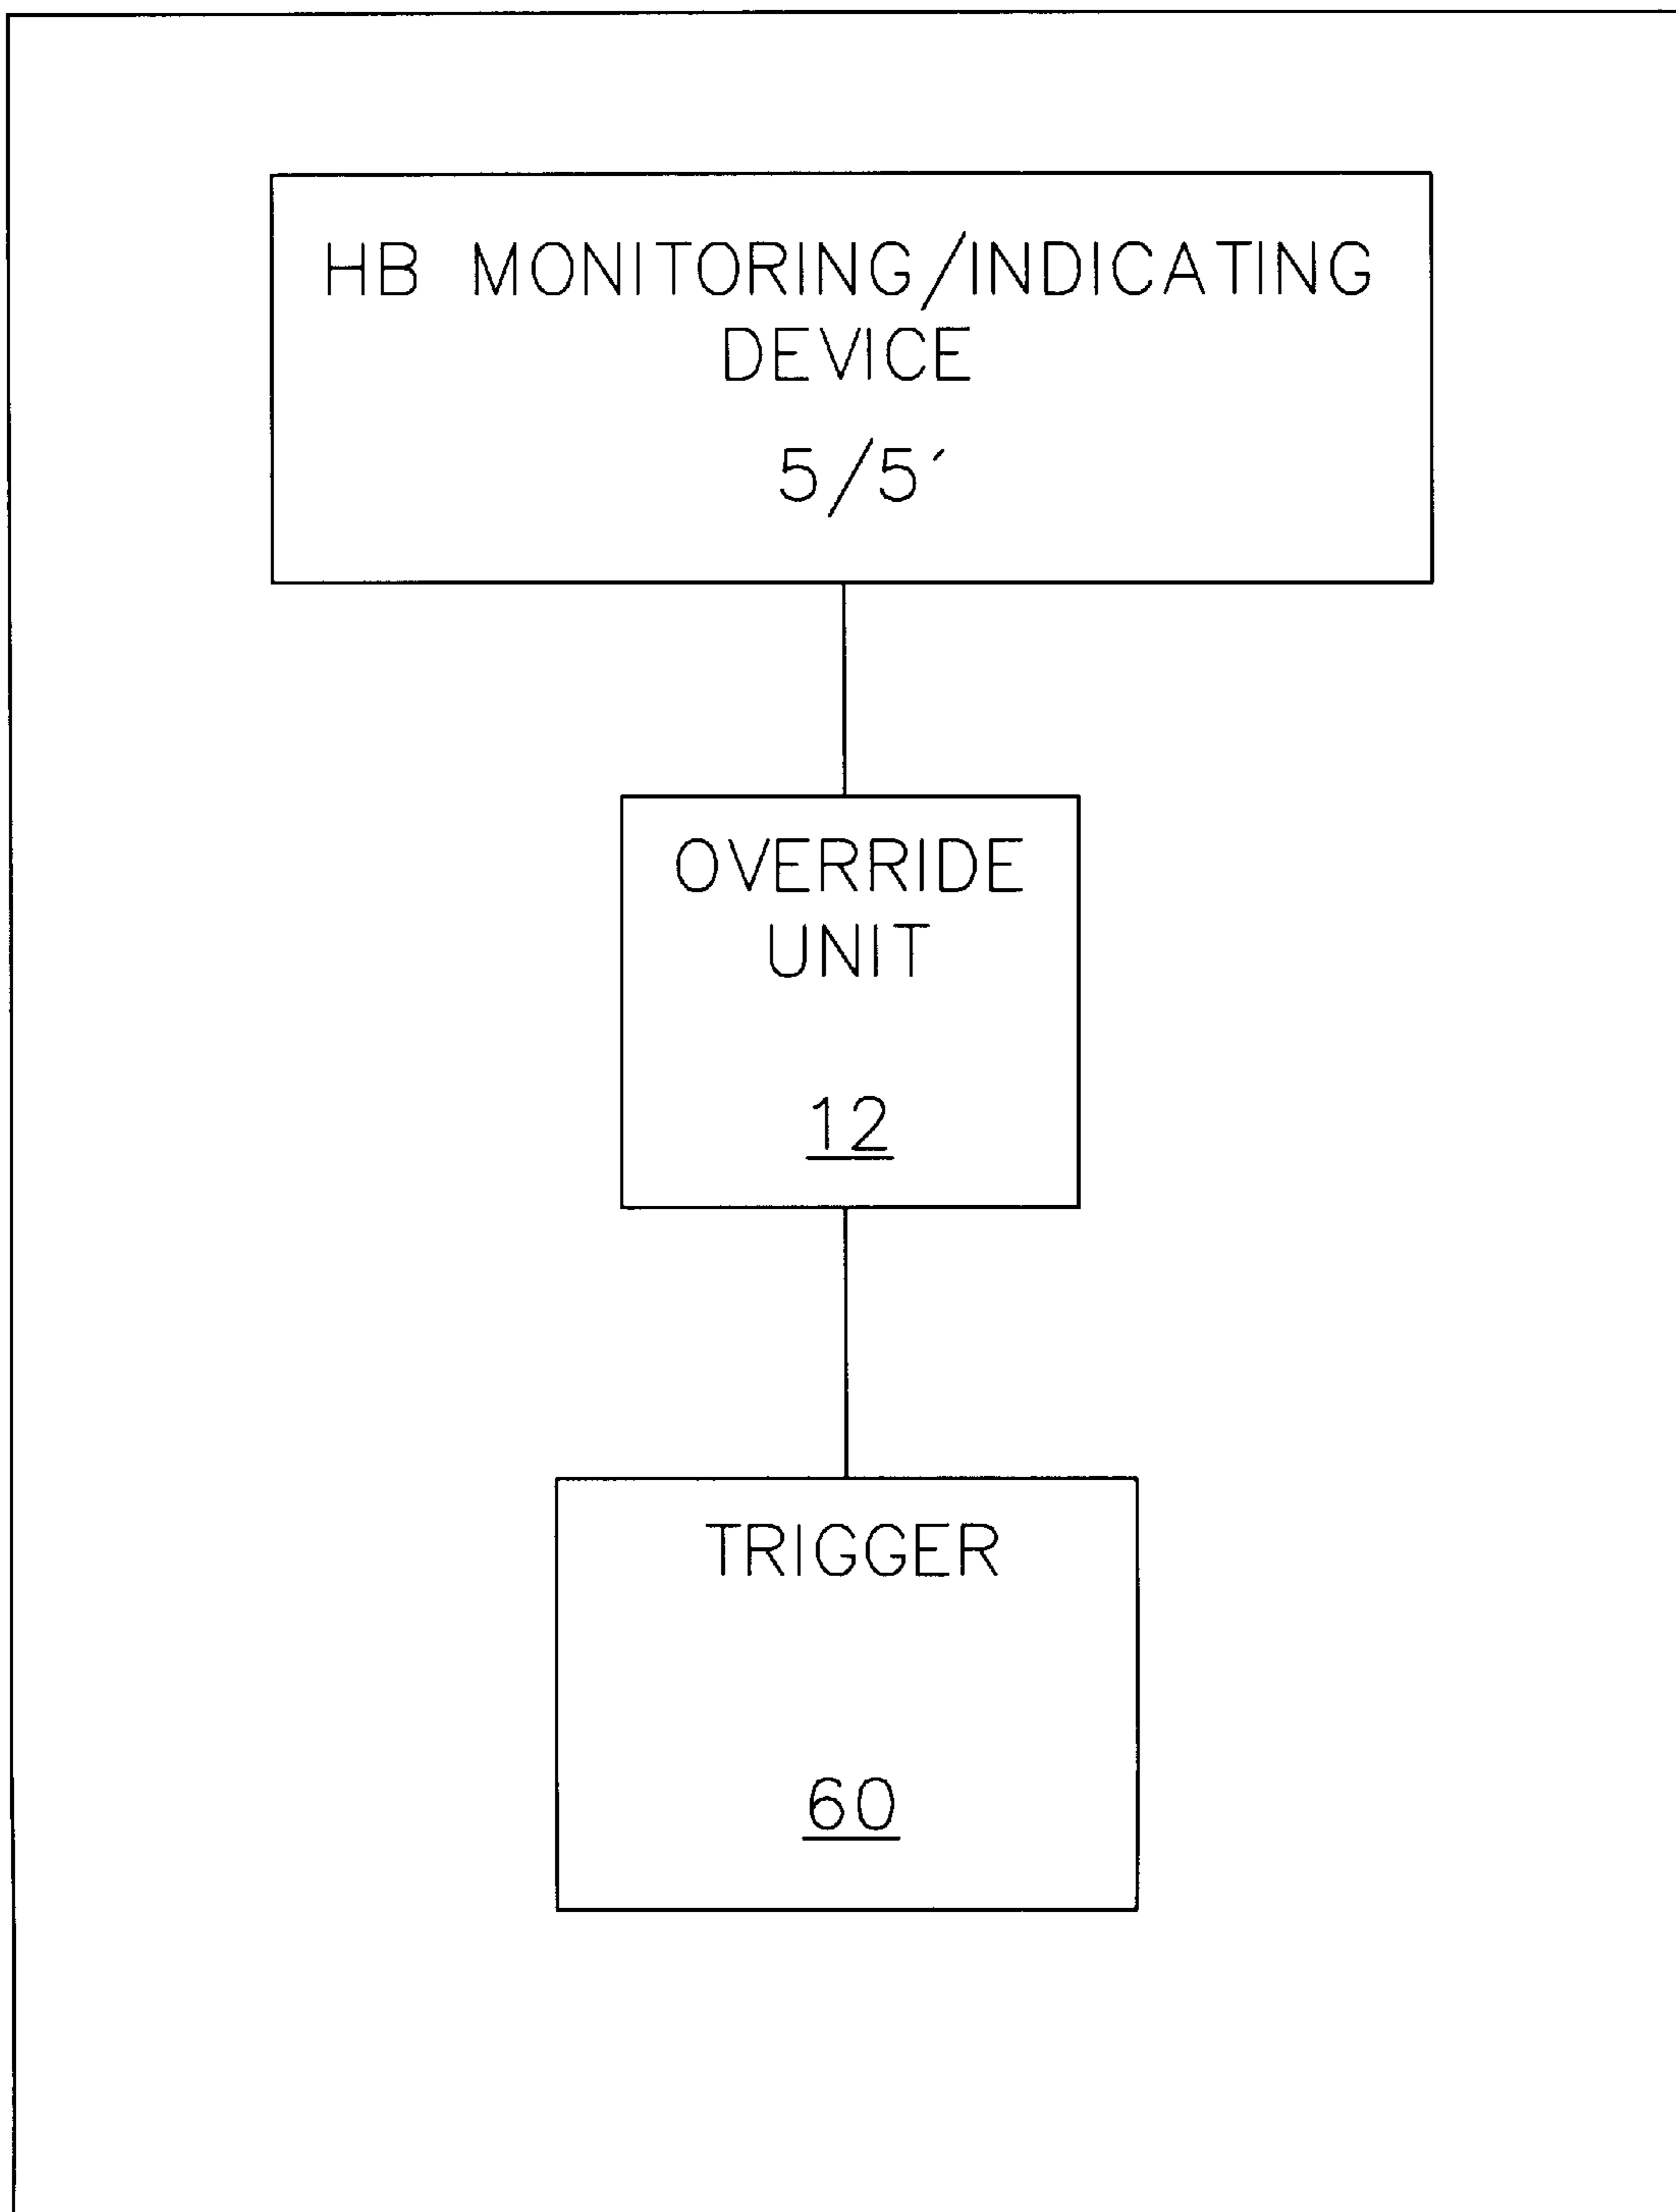 HB MONITORING/INDICATING
DEVICE
5/5´
OVERRIDE
UNIT
12
TRIGGER
60